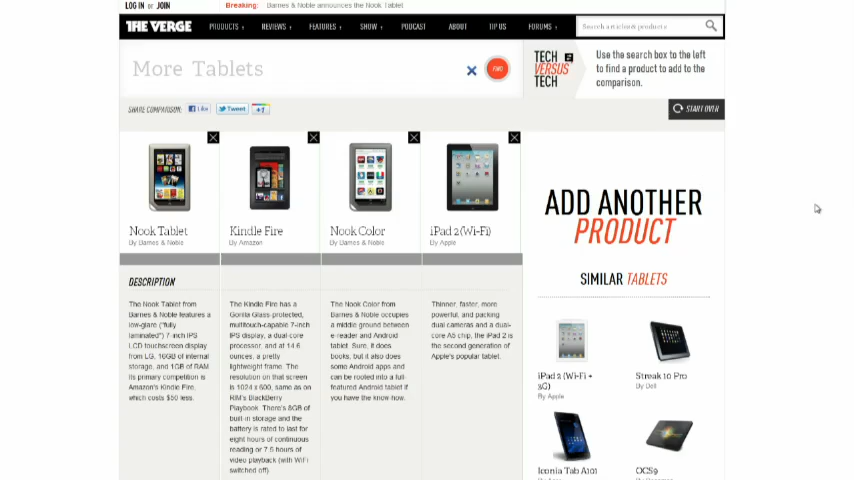 LOG IN or JOIN
Breaking: Barnes & Noble announces the Nook Tablet
THE VERGE
PRODUCTS
REVIEWS
FEATURES
SHOW
PODCAST
ABOUT
TIP US
FORUMS
Search articles & products
More Tablets
FIND
TECH
VERSUS
TECH
Use the search box to the left
to find a product to add to the
comparison.
SHARE COMPARISON:
Like
Tweet
+1
START OVER
Nook Tablet
By Barnes & Noble
Kindle Fire
By Amazon
Nook Color
By Barnes & Noble
iPad 2 (Wi-Fi)
By Apple
DESCRIPTION
The Nook Tablet from
Barnes & Noble features a
low-glare ("fully
laminated") 7-inch IPS
LCD touchscreen display
from LG, 16GB of internal
storage, and 1GB of RAM
Its primary competition is
Amazon's Kindle Fire,
which costs $50 less.
The Kindle Fire has a
Gorilla Glass-protected,
multitouch-capable 7-inch
IPS display, a dual-core
processor, and at 14.6
ounces, a pretty
lightweight frame. The
resolution on that screen
is 1024 x 600, same as on
RIM's BlackBerry
Playbook. There's 8GB of
built-in storage and the
battery is rated to last for
eight hours of continuous
reading or 7.5 hours of
video playback (with WiFi
switched off)
The Nook Color from
Barnes & Noble occupies
a middle ground between
e-reader and Android
tablet. Sure, it does
books, but it also does
some Android apps and
can be rooted into a full-
featured Android tablet if
you have the know-how.
Thinner, faster, more
powerful, and packing
dual cameras and a dual-
core A5 chip, the iPad 2 is
the second generation of
Apple's popular tablet.
ADD ANOTHER
PRODUCT
SIMILAR TABLETS
iPad 2 (Wi-Fi +
3G)
By Apple
Streak 10 Pro
By Dell
Iconia Tab A101
OCS9